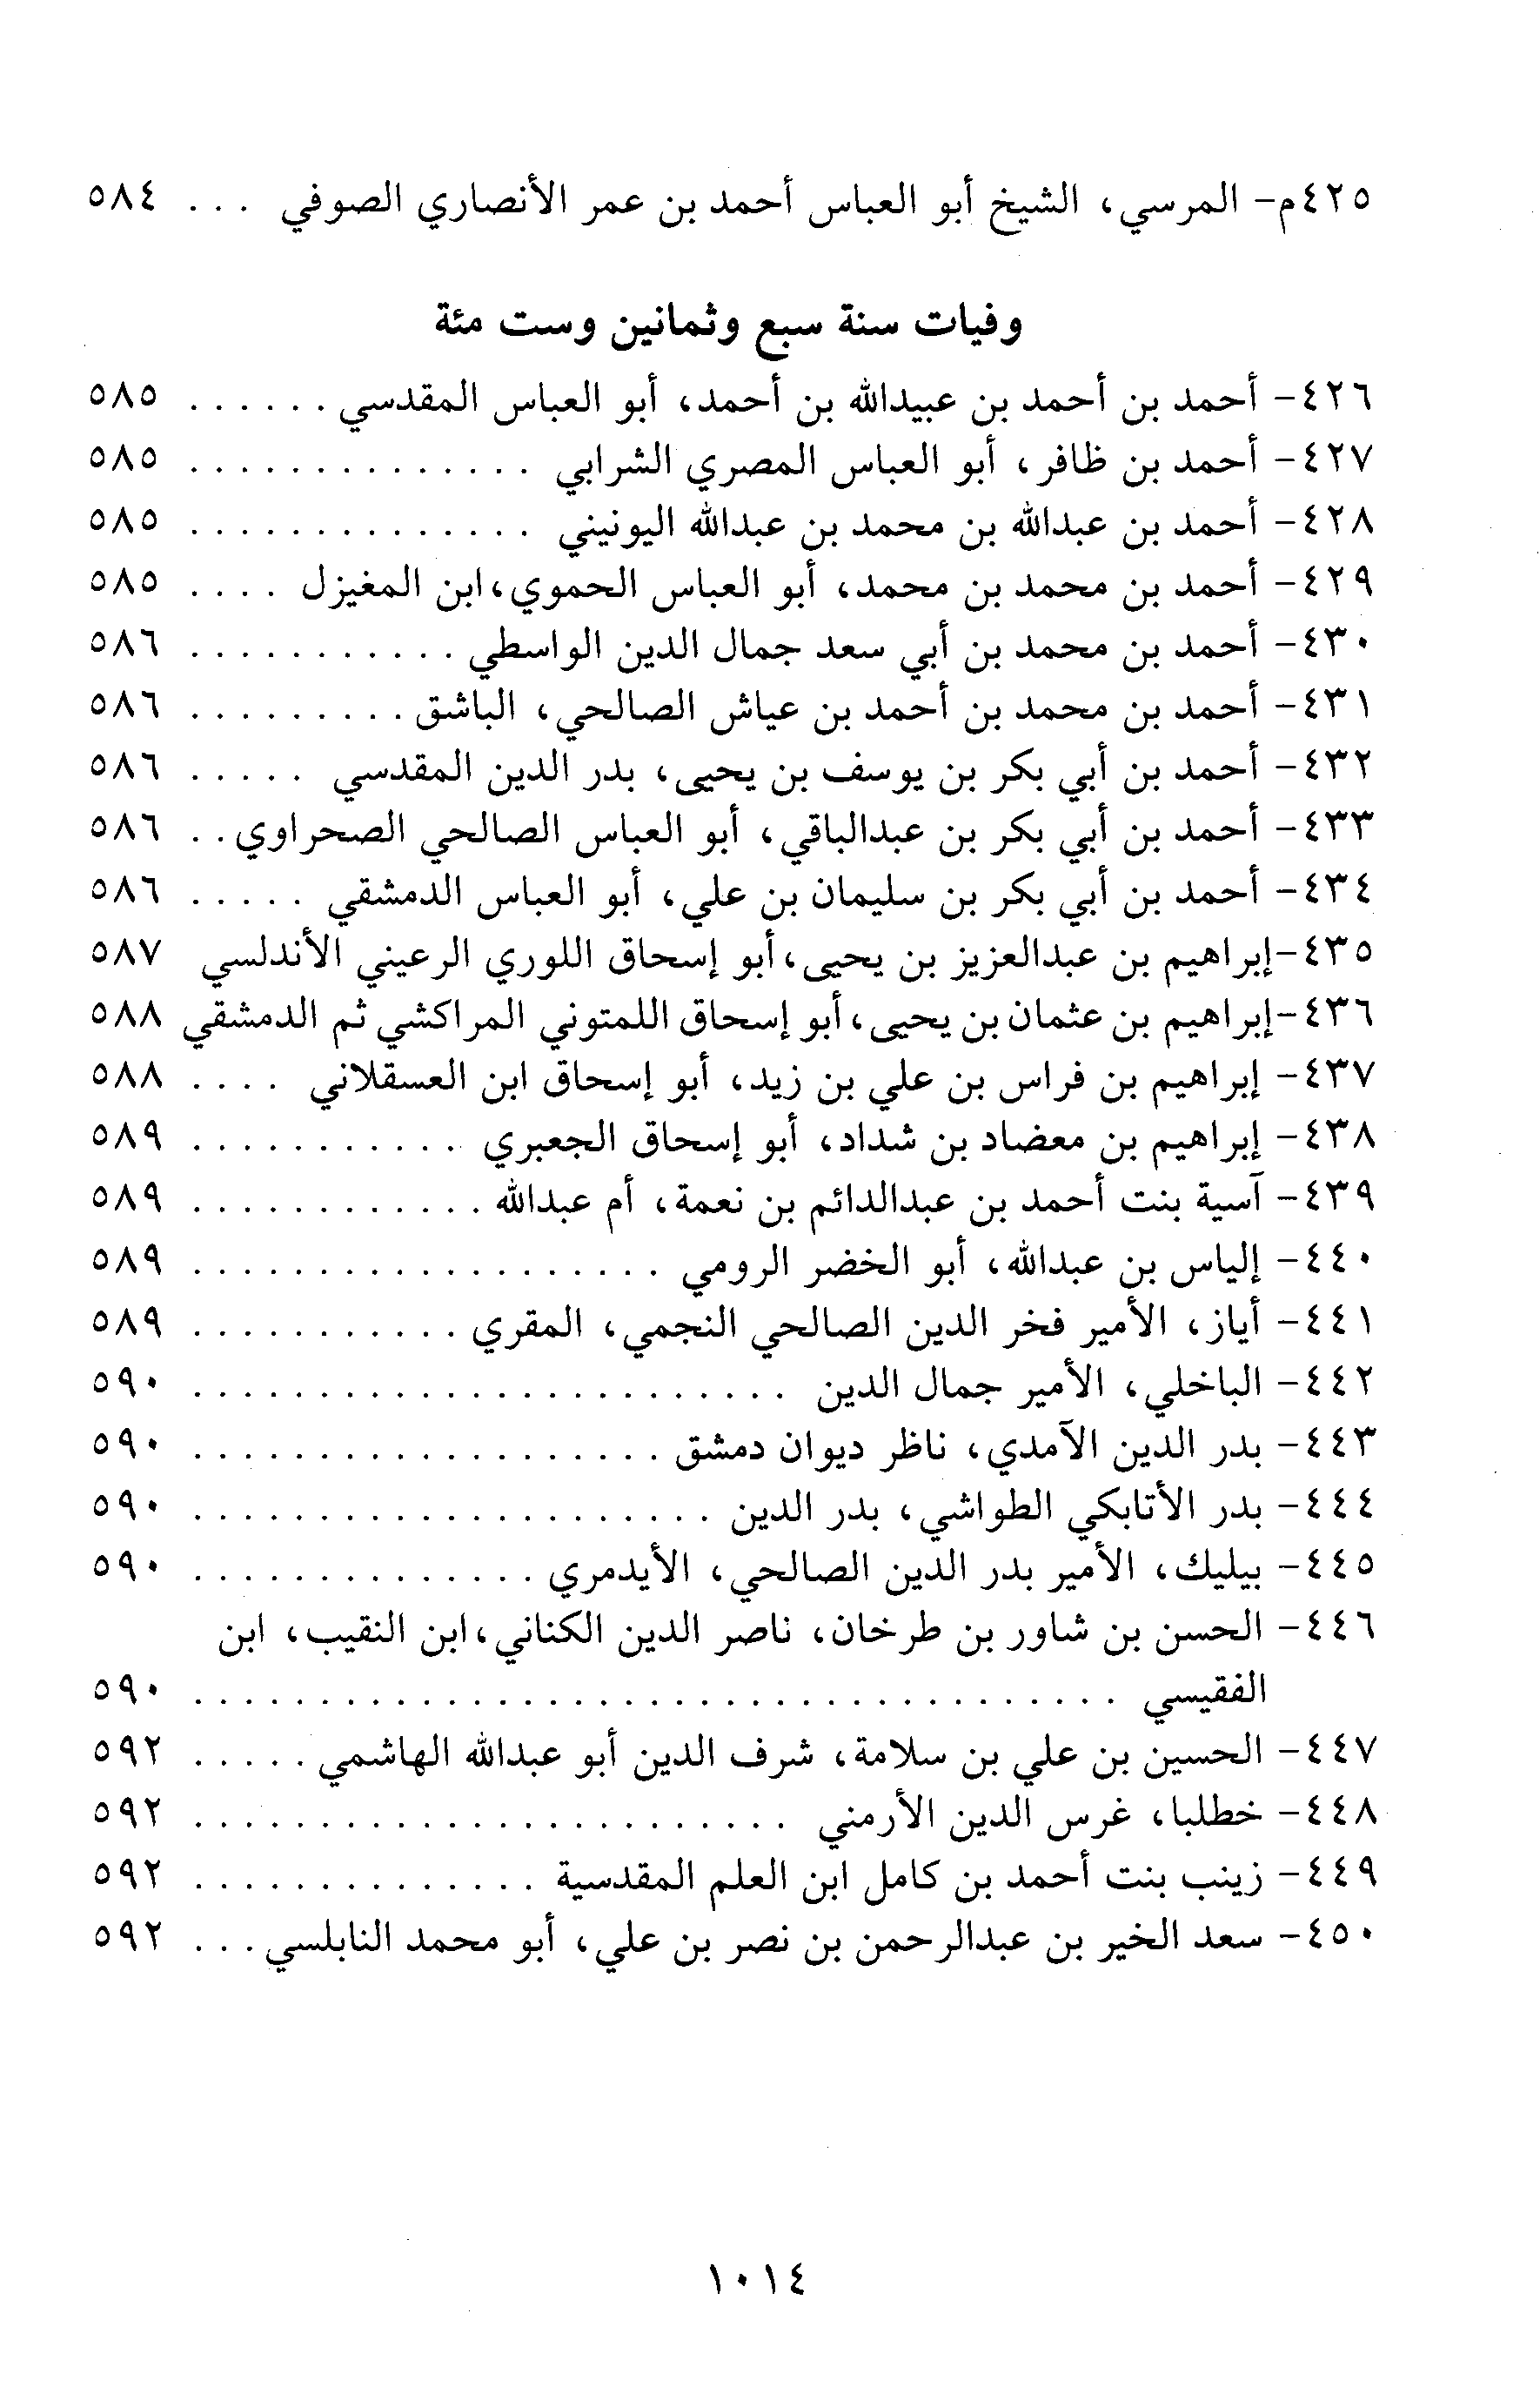 ٤٢٥م- المرسي، الشيخ أبو العباس أحمد بن عمر الأنصاري الصوفي . . . ٥٨٤
وفيات سنة سبع وثمانين وست مئة
٤٢٦- أحمد بن أحمد بن عبيدالله بن أحمد، أبو العباس المقدسي . . . . . . ٥٨٥
٤٢٧- أحمد بن ظافر، أبو العباس المصري الشرابي . . . . . . . . . . . . . . ٥٨٥
٤٢٨- أحمد بن عبدالله بن محمد بن عبدالله اليونيني . . . . . . . . . . . . . . ٥٨٥
٤٢٩- أحمد بن محمد بن محمد، أبو العباس الحموي،ابن المغيزل . . . . ٥٨٥
٤٣٠- أحمد بن محمد بن أبي سعد جمال الدين الواسطي . . . . . . . . . . . ٥٨٦
٤٣١- أحمد بن محمد بن أحمد بن عياش الصالحي، الباشق . . . . . . . . . ٥٨٦
٤٣٢- أحمد بن أبي بكر بن يوسف بن يحيى، بدر الدين المقدسي . . . . . ٥٨٦
٤٣٣- أحمد بن أبي بكر بن عبدالباقي، أبو العباس الصالحي الصحراوي . . ٥٨٦
٤٣٤- أحمد بن أبي بكر بن سليمان بن علي، أبو العباس الدمشقي . . . . . ٥٨٦
٤٣٥-إبراهيم بن عبدالعزيز بن يحيى،أبو إسحاق اللوري الرعيني الأندلسي ٥٨٧
٤٣٦-إبراهيم بن عثمان بن يحيى،أبو إسحاق اللمتوني المراكشي ثم الدمشقي ٥٨٨
٤٣٧- إبراهيم بن فراس بن علي بن زيد، أبو إسحاق ابن العسقلاني . . . . ٥٨٨
٤٣٨- إبراهيم بن معضاد بن شداد، أبو إسحاق الجعبري . . . . . . . . . . . ٥٨٩
٤٣٩- آسية بنت أحمد بن عبدالدائم بن نعمة، أم عبدالله . . . . . . . . . . . . ٥٨٩
٤٤٠- إلياس بن عبدالله، أبو الخضر الرومي . . . . . . . . . . . . . . . . . . . ٥٨٩
٤٤١- أياز، الأمير فخر الدين الصالحي النجمي، المقري . . . . . . . . . . . ٥٨٩
٤٤٢- الباخلي، الأمير جمال الدين . . . . . . . . . . . . . . . . . . . . . . . . ٥٩٠
٤٤٣- بدر الدين الآمدي، ناظر ديوان دمشق . . . . . . . . . . . . . . . . . . . ٥٩٠
٤٤٤- بدر الأتابكي الطواشي، بدر الدين . . . . . . . . . . . . . . . . . . . . . ٥٩٠
٤٤٥- بيليك، الأمير بدر الدين الصالحي، الأيدمري . . . . . . . . . . . . . . ٥٩٠
٤٤٦- الحسن بن شاور بن طرخان، ناصر الدين الكناني،ابن النقيب، ابن
الفقيسي . . . . . . . . . . . . . . . . . . . . . . . . . . . . . . . . . . . . . ٥٩٠
٤٤٧- الحسين بن علي بن سلامة، شرف الدين أبو عبدالله الهاشمي . . . . . ٥٩٢
٤٤٨- خطلبا، غرس الدين الأرمني . . . . . . . . . . . . . . . . . . . . . . . . ٥٩٢
٤٤٩- زينب بنت أحمد بن كامل ابن العلم المقدسية . . . . . . . . . . . . . . ٥٩٢
٤٥٠- سعد الخير بن عبدالرحمن بن نصر بن علي، أبو محمد النابلسي . . . ٥٩٢
١٠١٤